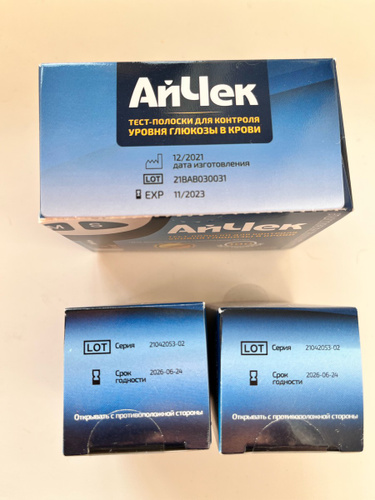 АйЧек
ТЕСТ-ПОЛОСКИ ДЛЯ КОНТРОЛЯ
УРОВНЯ ГЛЮКОЗЫ В КРОВИ
12/2021
дата изготовления
LOT 21BAB030031
EXP 11/2023
M S
АйЧек
LOT Серия 21042053-02
Срок
годности 2026-06-24
Открывать с противоположной стороны
LOT Серия 21042053-02
Срок
годности 2026-06-24
Открывать с противоположной стороны